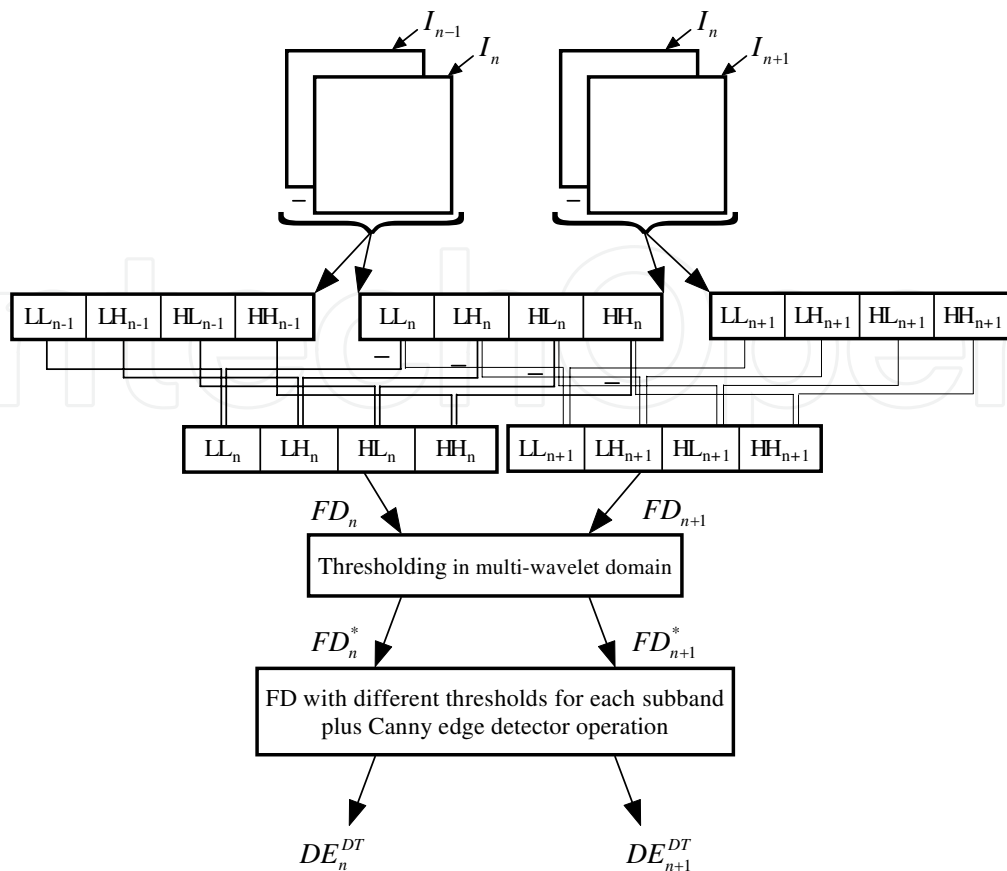 I_{n-1} I_n
I_n I_{n+1}
− −
LL_{n-1} LH_{n-1} HL_{n-1} HH_{n-1} LL_n LH_n HL_n HH_n LL_{n+1} LH_{n+1} HL_{n+1} HH_{n+1}
− − − −
LL_n LH_n HL_n HH_n LL_{n+1} LH_{n+1} HL_{n+1} HH_{n+1}
FD_n FD_{n+1}
Thresholding in multi-wavelet domain
FD_n^* FD_{n+1}^*
FD with different thresholds for each subband
plus Canny edge detector operation
DE_n^{DT} DE_{n+1}^{DT}